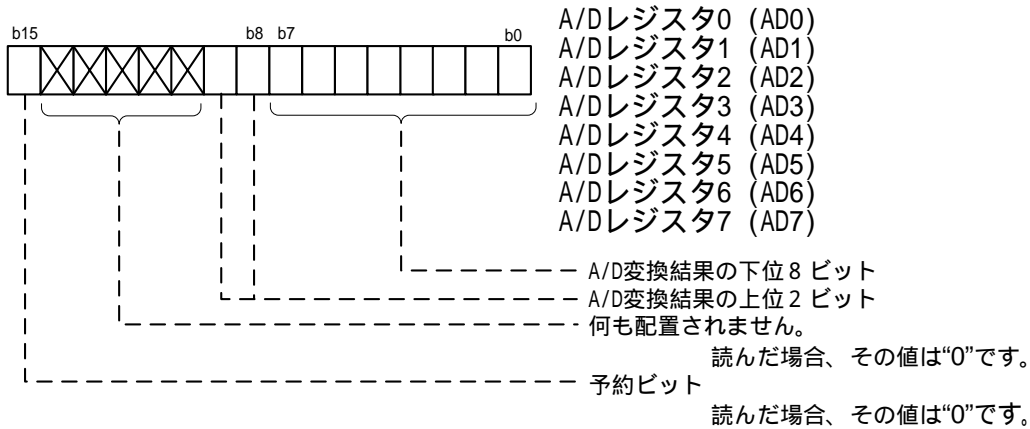 b15 b8 b7 b0
A/Dレジスタ0 (AD0)
A/Dレジスタ1 (AD1)
A/Dレジスタ2 (AD2)
A/Dレジスタ3 (AD3)
A/Dレジスタ4 (AD4)
A/Dレジスタ5 (AD5)
A/Dレジスタ6 (AD6)
A/Dレジスタ7 (AD7)
A/D変換結果の下位8ビット
A/D変換結果の上位2ビット
何も配置されません。
読んだ場合、その値は“0”です。
予約ビット
読んだ場合、その値は“0”です。